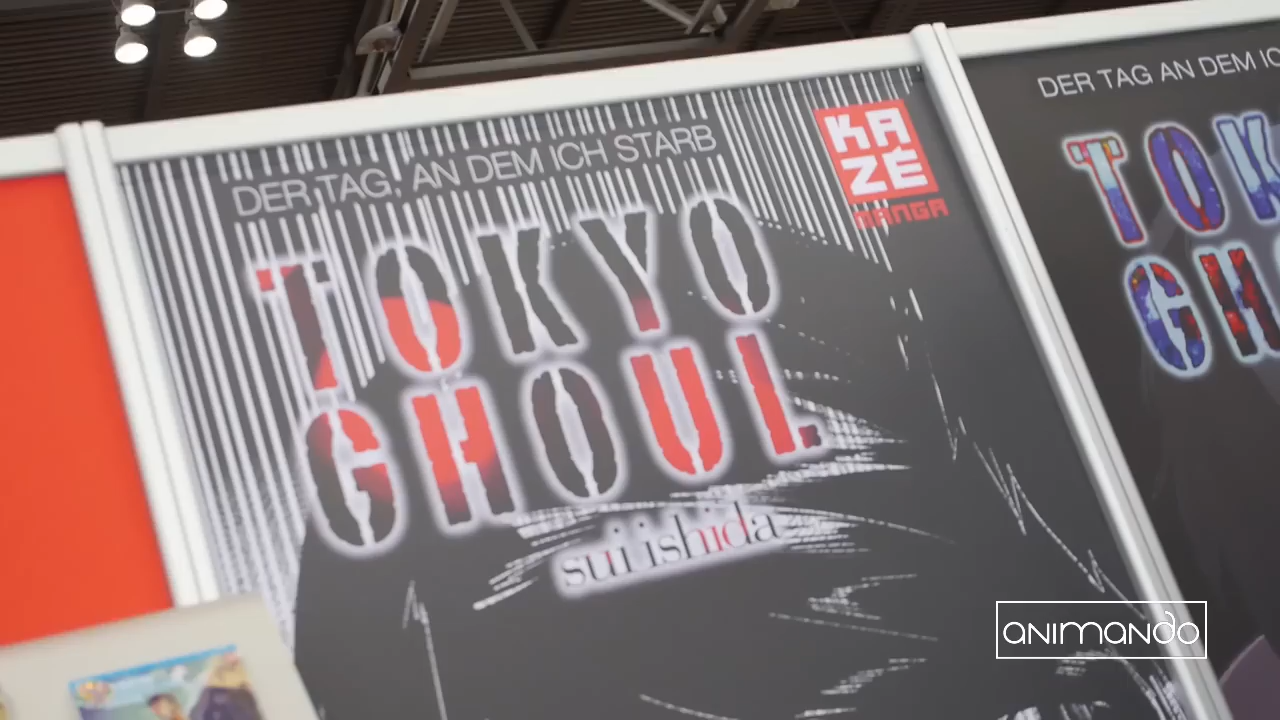 DER TAG, AN DEM ICH STARB
KAZÉ
MANGA
TOKYO
GHOUL
sui ishida
DER TAG AN DEM
TOK
GH
animando